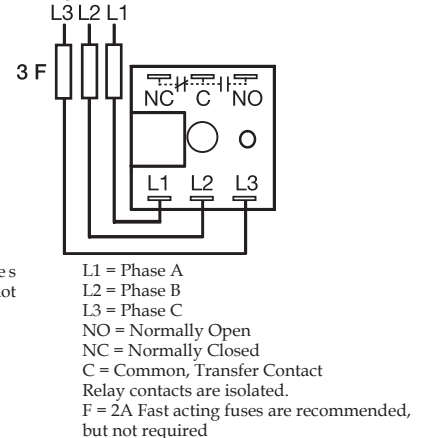 L3 L2 L1
3 F
NC C NO
L1 L2 L3
L1 = Phase A
L2 = Phase B
L3 = Phase C
NO = Normally Open
NC = Normally Closed
C = Common, Transfer Contact
Relay contacts are isolated.
F = 2A Fast acting fuses are recommended,
but not required